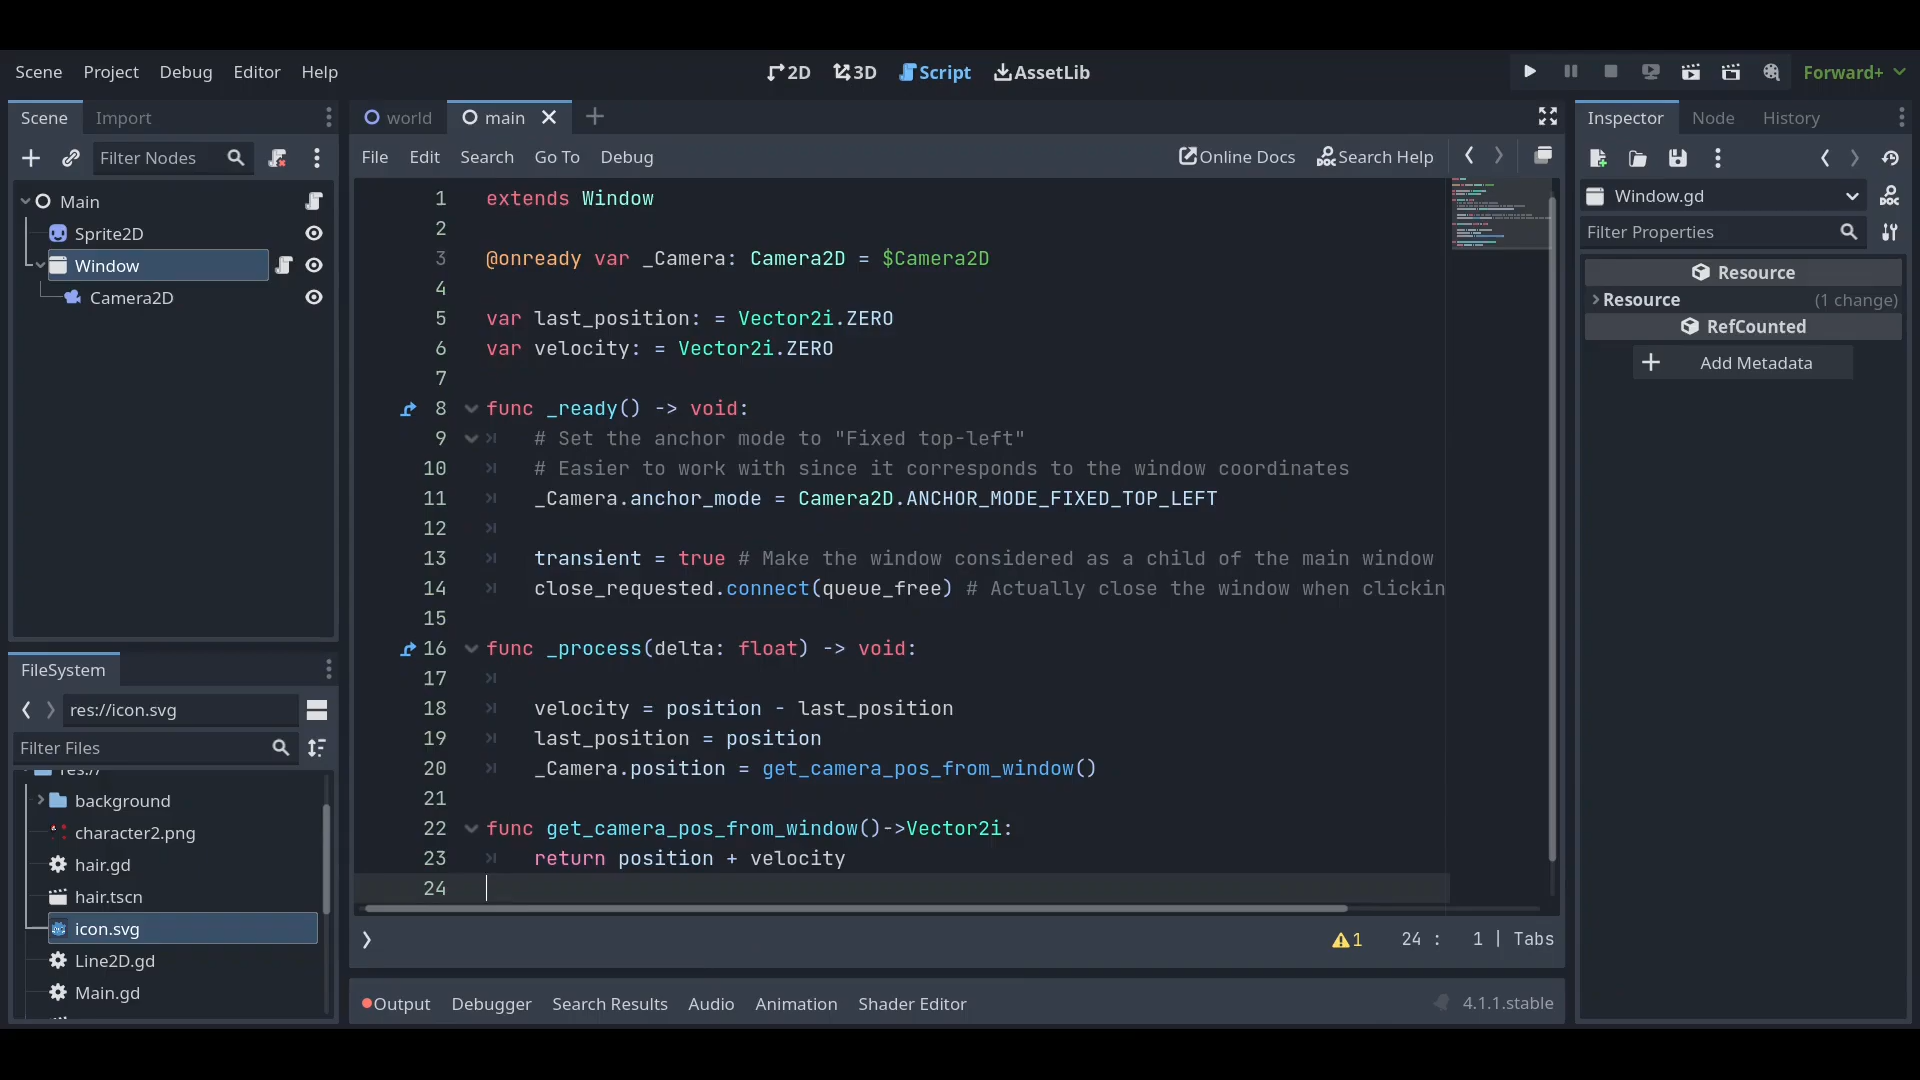 Scene Project Debug Editor Help
2D 3D Script AssetLib
Forward+
Scene Import
Filter Nodes
Main
Sprite2D
Window
Camera2D
FileSystem
res://icon.svg
Filter Files
res://
background
character2.png
hair.gd
hair.tscn
icon.svg
Line2D.gd
Main.gd
world main
File Edit Search Go To Debug
Online Docs Search Help
1 extends Window
2
3 @onready var _Camera: Camera2D = $Camera2D
4
5 var last_position: = Vector2i.ZERO
6 var velocity: = Vector2i.ZERO
7
8 func _ready() -> void:
9 # Set the anchor mode to "Fixed top-left"
10 # Easier to work with since it corresponds to the window coordinates
11 _Camera.anchor_mode = Camera2D.ANCHOR_MODE_FIXED_TOP_LEFT
12
13 transient = true # Make the window considered as a child of the main window
14 close_requested.connect(queue_free) # Actually close the window when clickin
15
16 func _process(delta: float) -> void:
17
18 velocity = position - last_position
19 last_position = position
20 _Camera.position = get_camera_pos_from_window()
21
22 func get_camera_pos_from_window()->Vector2i:
23 return position + velocity
24
1 24 : 1 | Tabs
Output Debugger Search Results Audio Animation Shader Editor
4.1.1.stable
Inspector Node History
Window.gd
Filter Properties
Resource
Resource (1 change)
RefCounted
Add Metadata